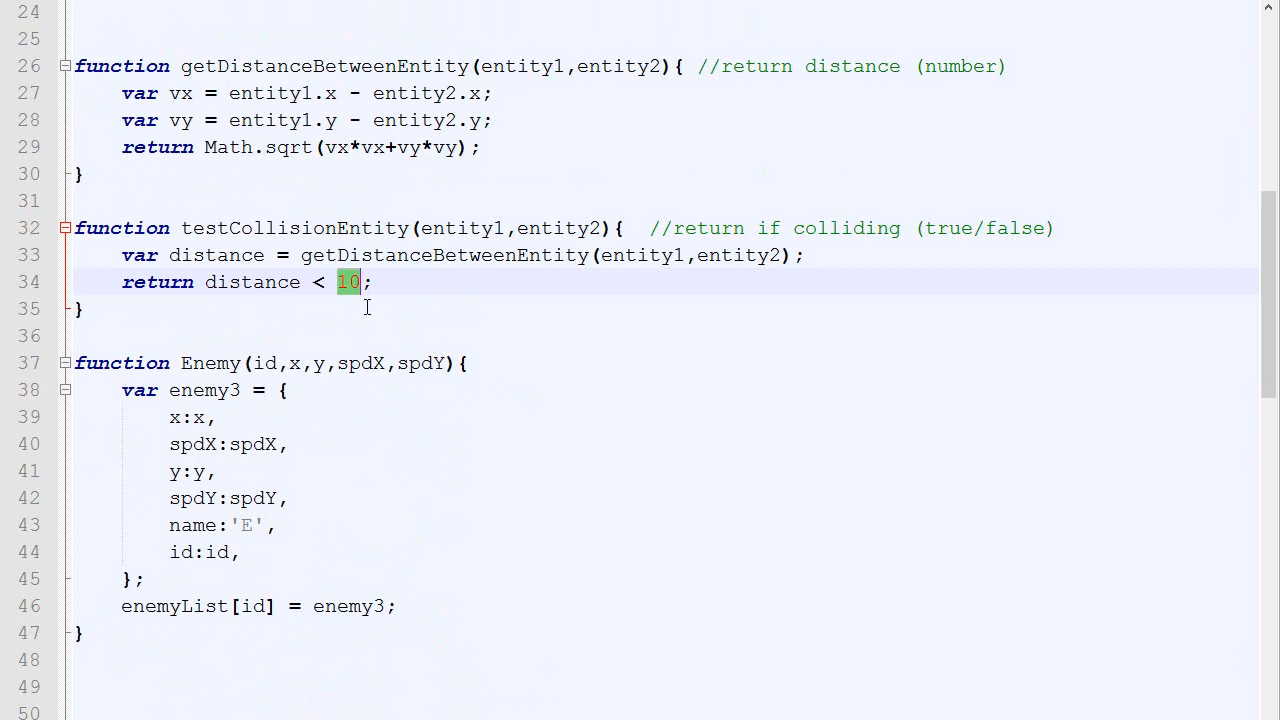 24
25
26 function getDistanceBetweenEntity(entity1,entity2){ //return distance (number)
27 var vx = entity1.x - entity2.x;
28 var vy = entity1.y - entity2.y;
29 return Math.sqrt(vx*vx+vy*vy);
30 }
31
32 function testCollisionEntity(entity1,entity2){  //return if colliding (true/false)
33 var distance = getDistanceBetweenEntity(entity1,entity2);
34 return distance < 10;
35 }
36
37 function Enemy(id,x,y,spdX,spdY){
38 var enemy3 = {
39 x:x,
40 spdX:spdX,
41 y:y,
42 spdY:spdY,
43 name:'E',
44 id:id,
45 };
46 enemyList[id] = enemy3;
47 }
48
49
50